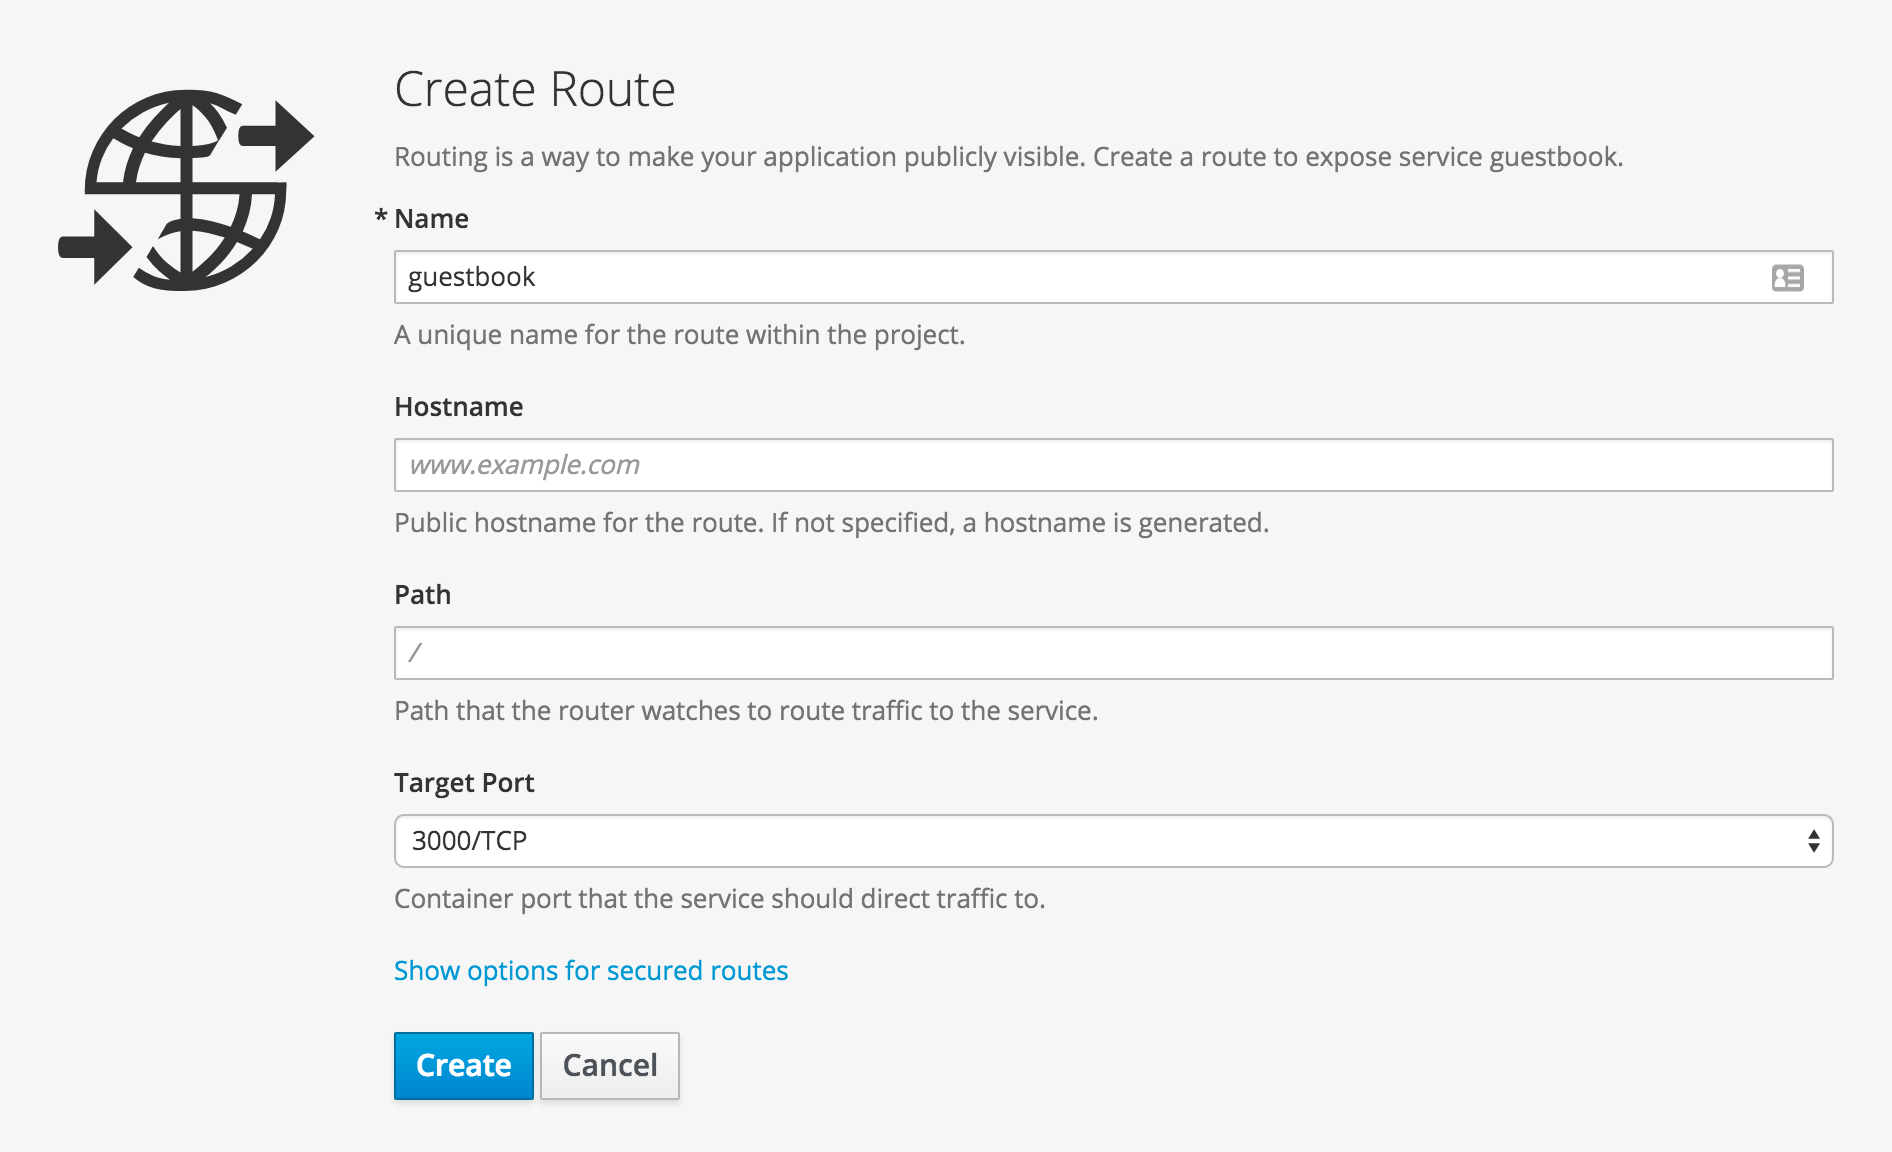 Create Route
Routing is a way to make your application publicly visible. Create a route to expose service guestbook.
* Name
guestbook
A unique name for the route within the project.
Hostname
www.example.com
Public hostname for the route. If not specified, a hostname is generated.
Path
/
Path that the router watches to route traffic to the service.
Target Port
3000/TCP
Container port that the service should direct traffic to.
Show options for secured routes
Create Cancel